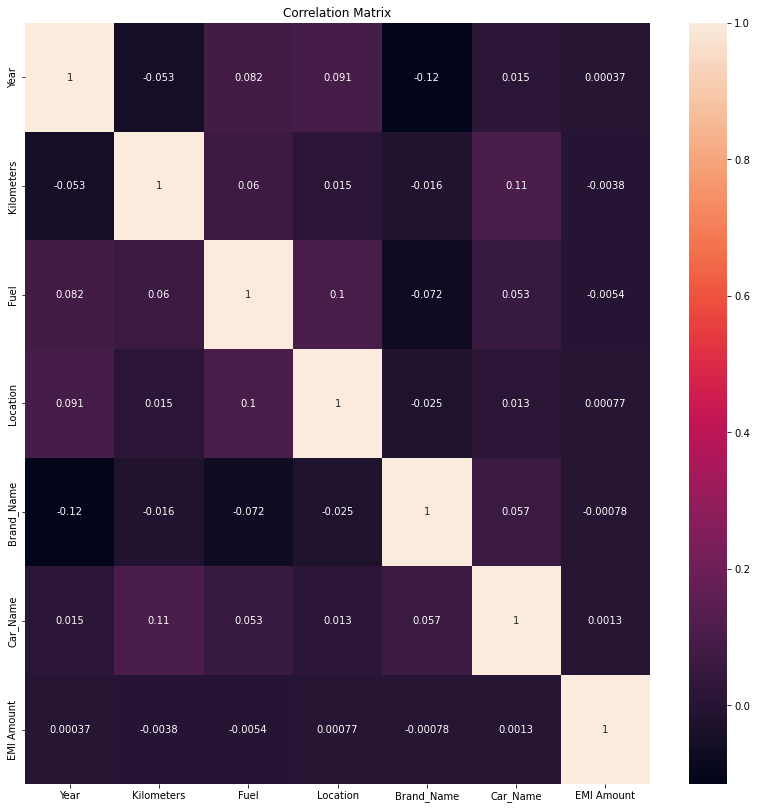 Correlation Matrix
Year 1 -0.053 0.082 0.091 -0.12 0.015 0.00037
Kilometers -0.053 1 0.06 0.015 -0.016 0.11 -0.0038
Fuel 0.082 0.06 1 0.1 -0.072 0.053 -0.0054
Location 0.091 0.015 0.1 1 -0.025 0.013 0.00077
Brand_Name -0.12 -0.016 -0.072 -0.025 1 0.057 -0.00078
Car_Name 0.015 0.11 0.053 0.013 0.057 1 0.0013
EMI Amount 0.00037 -0.0038 -0.0054 0.00077 -0.00078 0.0013 1
Year Kilometers Fuel Location Brand_Name Car_Name EMI Amount
1.0
0.8
0.6
0.4
0.2
0.0